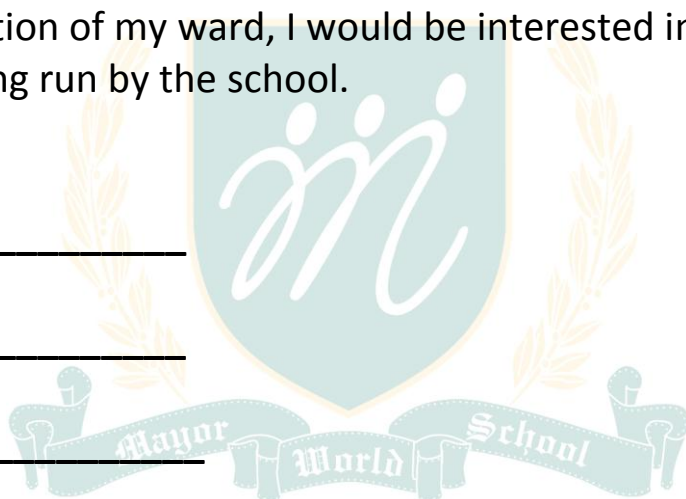 tion of my ward, I would be interested in
ng run by the school.
Mayor World School